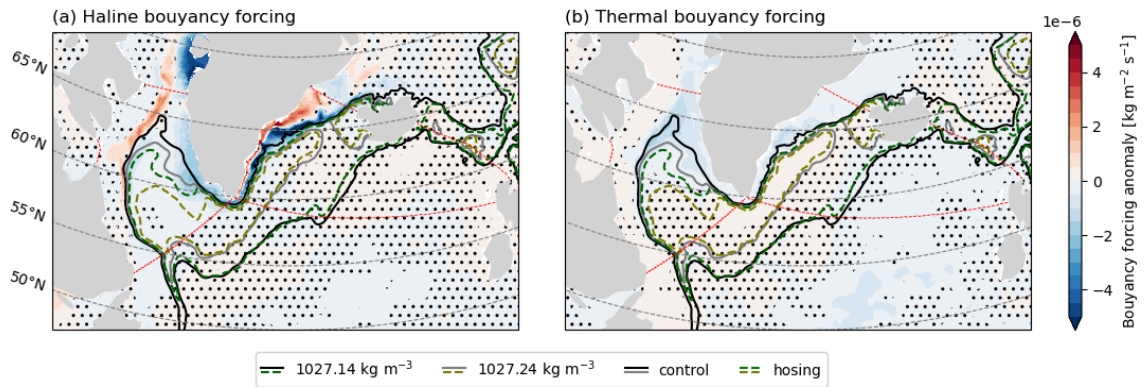 (a) Haline bouyancy forcing
(b) Thermal bouyancy forcing
1e−6
65°N
60°N
55°N
50°N
4
2
0
−2
−4
Bouyancy forcing anomaly [kg m⁻² s⁻¹]
1027.14 kg m⁻³
1027.24 kg m⁻³
control
hosing